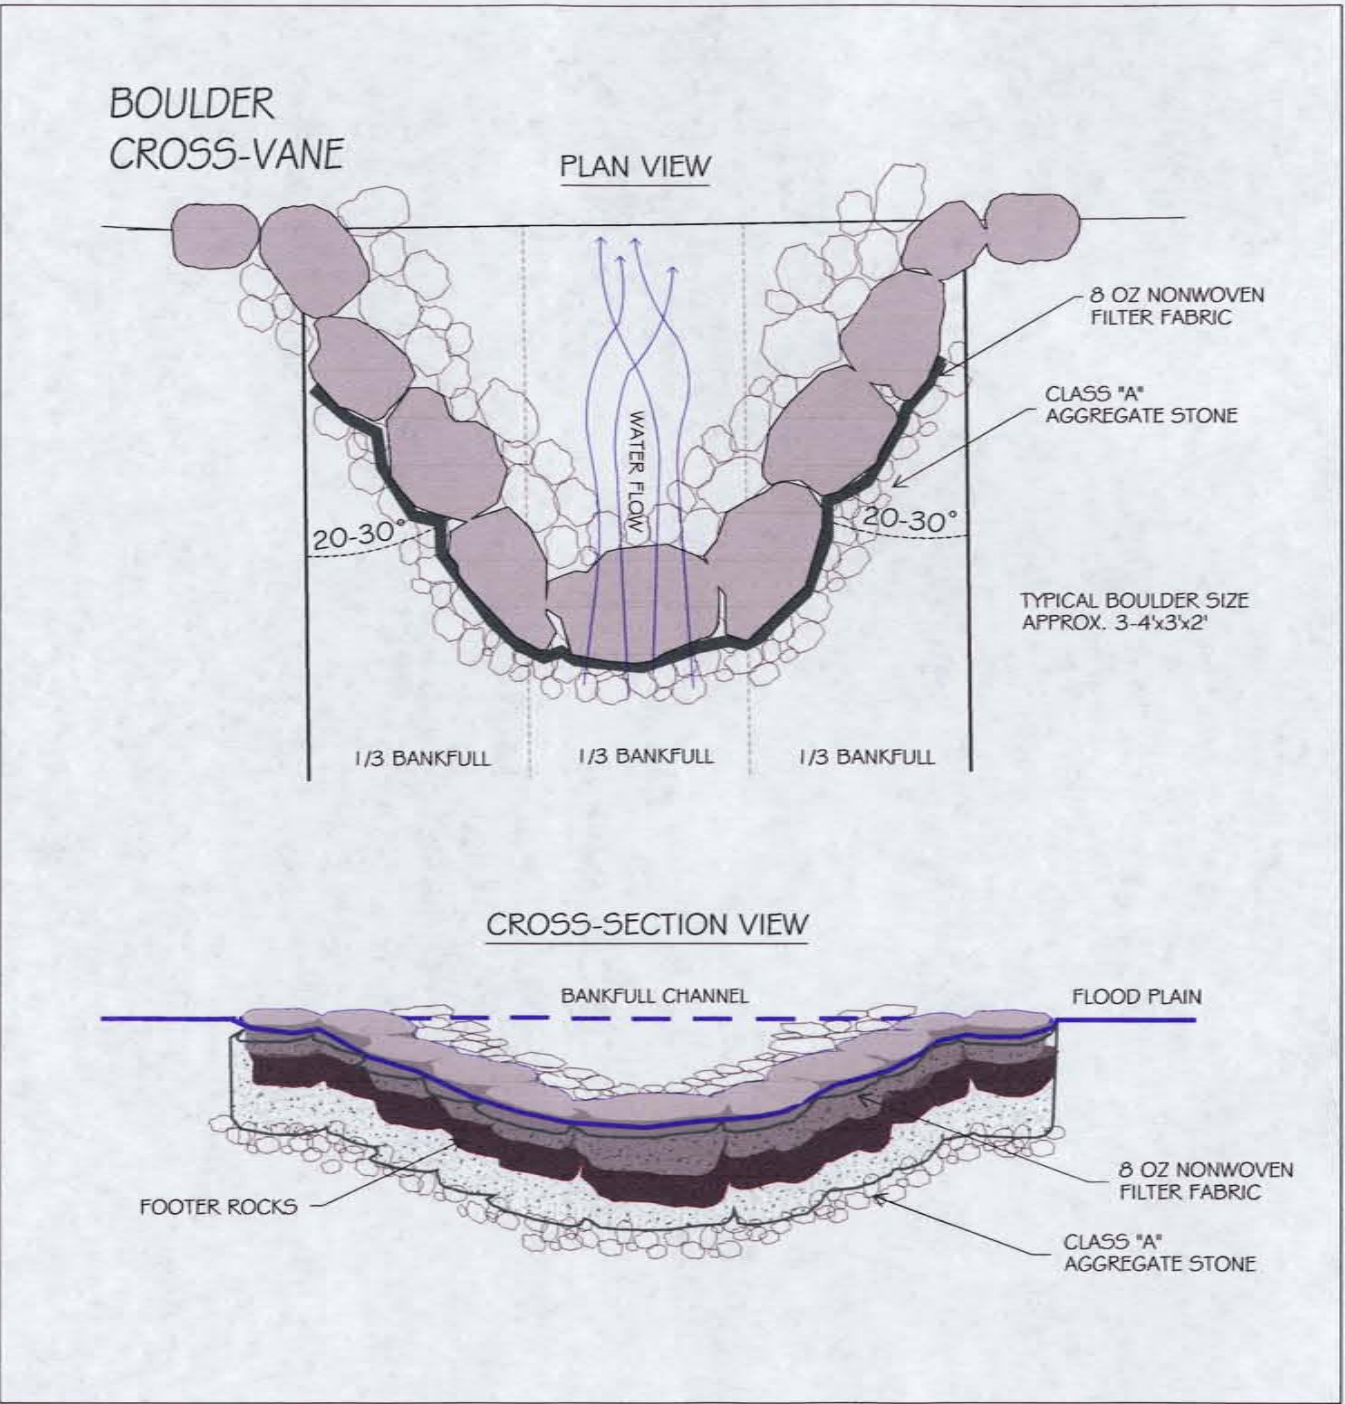 BOULDER
CROSS-VANE
PLAN VIEW
8 OZ NONWOVEN
FILTER FABRIC
CLASS "A"
AGGREGATE STONE
WATER FLOW
20-30°
20-30°
TYPICAL BOULDER SIZE
APPROX. 3-4'x3'x2'
1/3 BANKFULL
1/3 BANKFULL
1/3 BANKFULL
CROSS-SECTION VIEW
BANKFULL CHANNEL
FLOOD PLAIN
FOOTER ROCKS
8 OZ NONWOVEN
FILTER FABRIC
CLASS "A"
AGGREGATE STONE